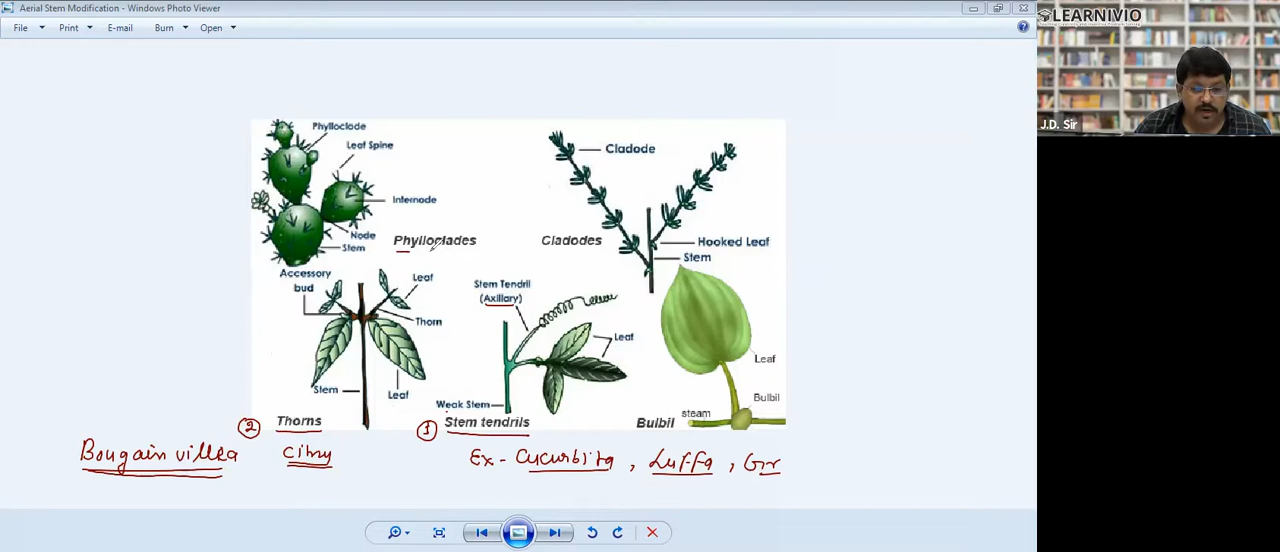 Aerial Stem Modification - Windows Photo Viewer
File Print E-mail Burn Open
LEARNIVIO
J.D. Sir
Phylloclade
Leaf Spine
Internode
Node
Stem
Phylloclades
Cladode
Hooked Leaf
Stem
Cladodes
Accessory
bud
Leaf
Thorn
Stem
Leaf
Thorns
Stem Tendril
(Axillary)
Leaf
Weak Stem
Stem tendrils
Leaf
Bulbil
steam
Bulbil
② ①
Bougainvillea Citru Ex- Cucurbita, Luffa,